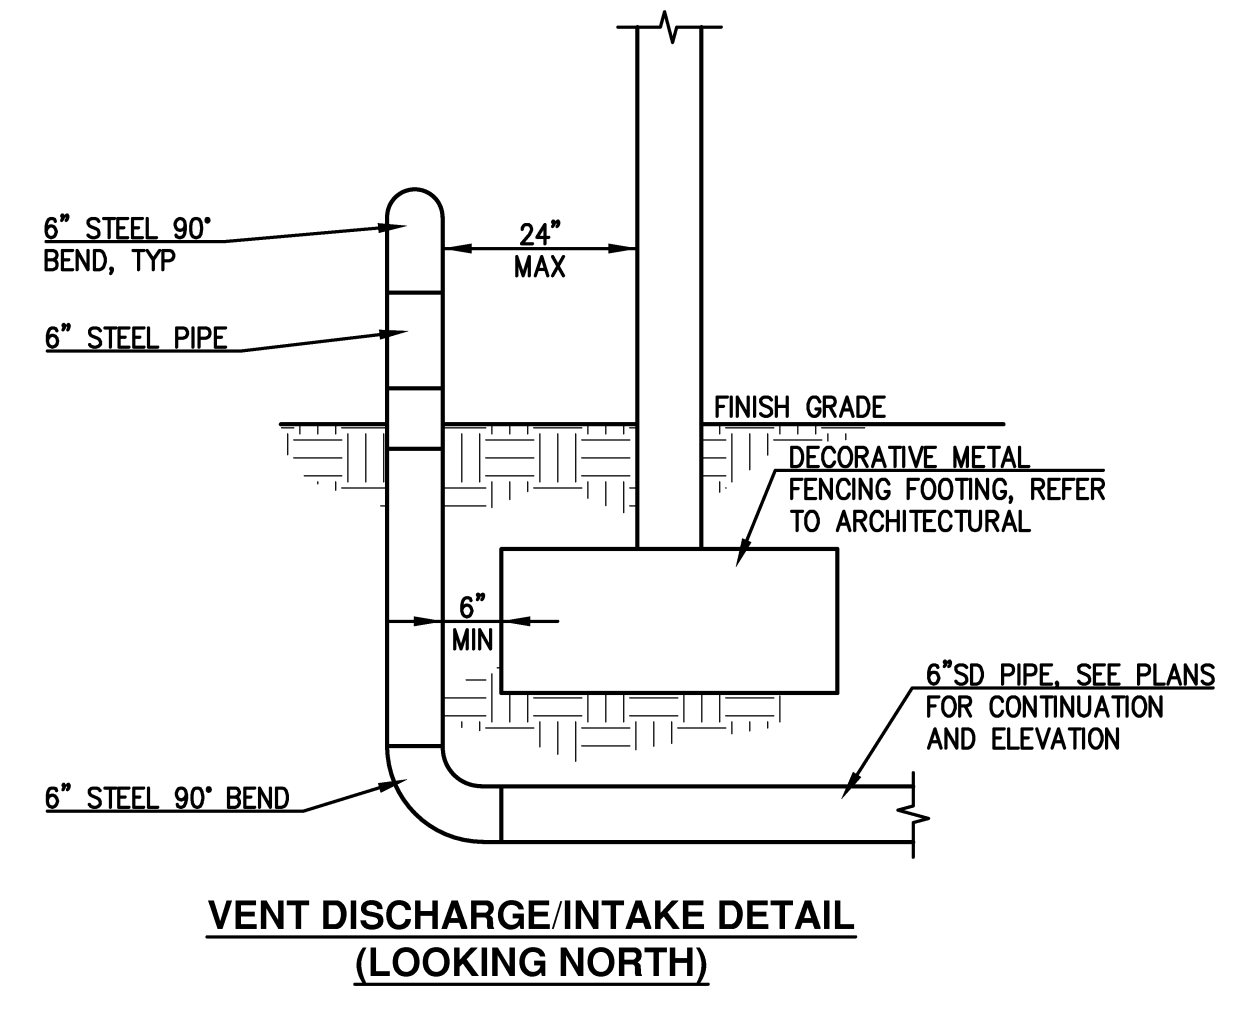 6" STEEL 90°
BEND, TYP
24"
MAX
6" STEEL PIPE
FINISH GRADE
DECORATIVE METAL
FENCING FOOTING, REFER
TO ARCHITECTURAL
6"
MIN
6"SD PIPE, SEE PLANS
FOR CONTINUATION
AND ELEVATION
6" STEEL 90° BEND
VENT DISCHARGE/INTAKE DETAIL
(LOOKING NORTH)